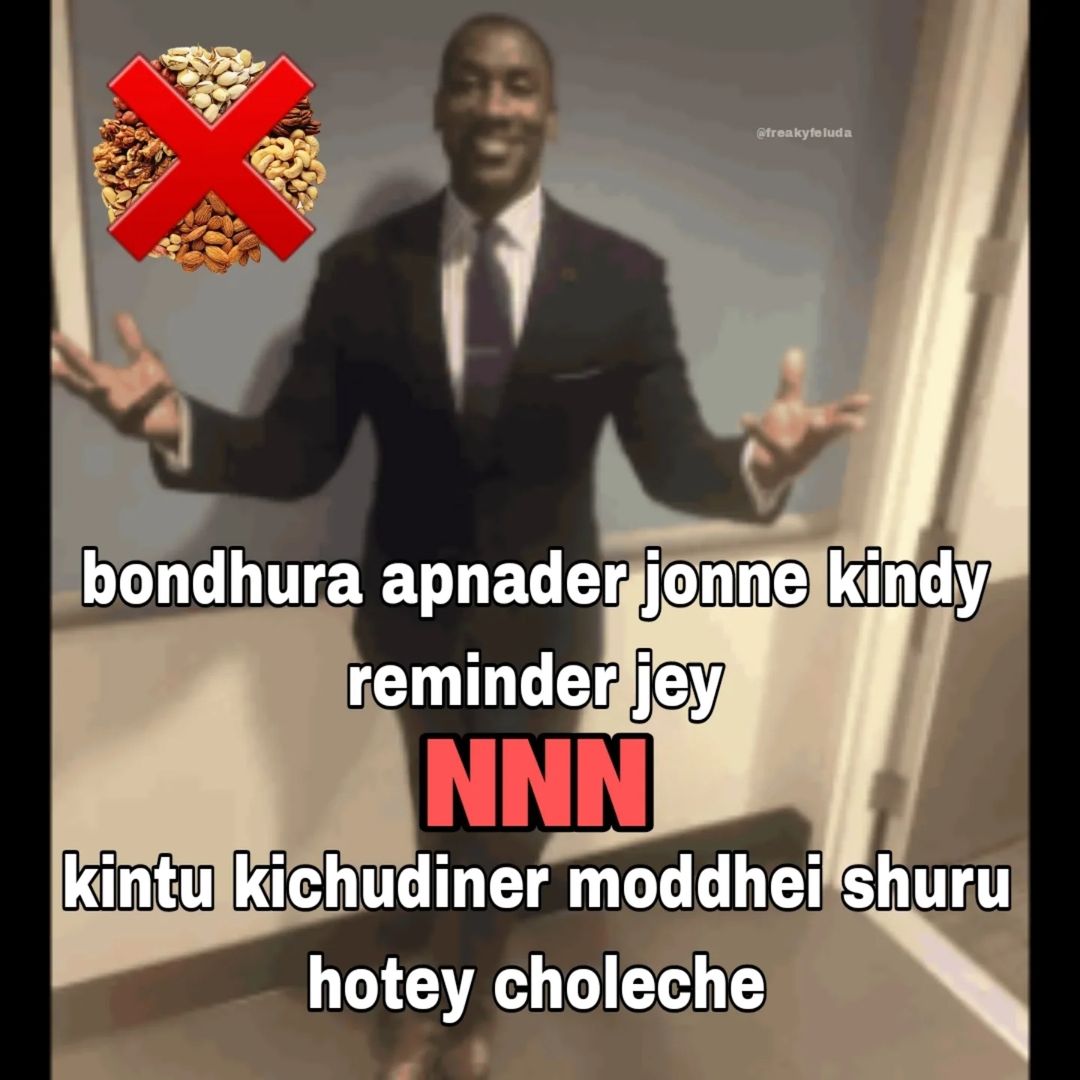 @freakyfeluda
bondhura apnader jonne kindy
reminder jey
NNN
kintu kichudiner moddhei shuru
hotey choleche